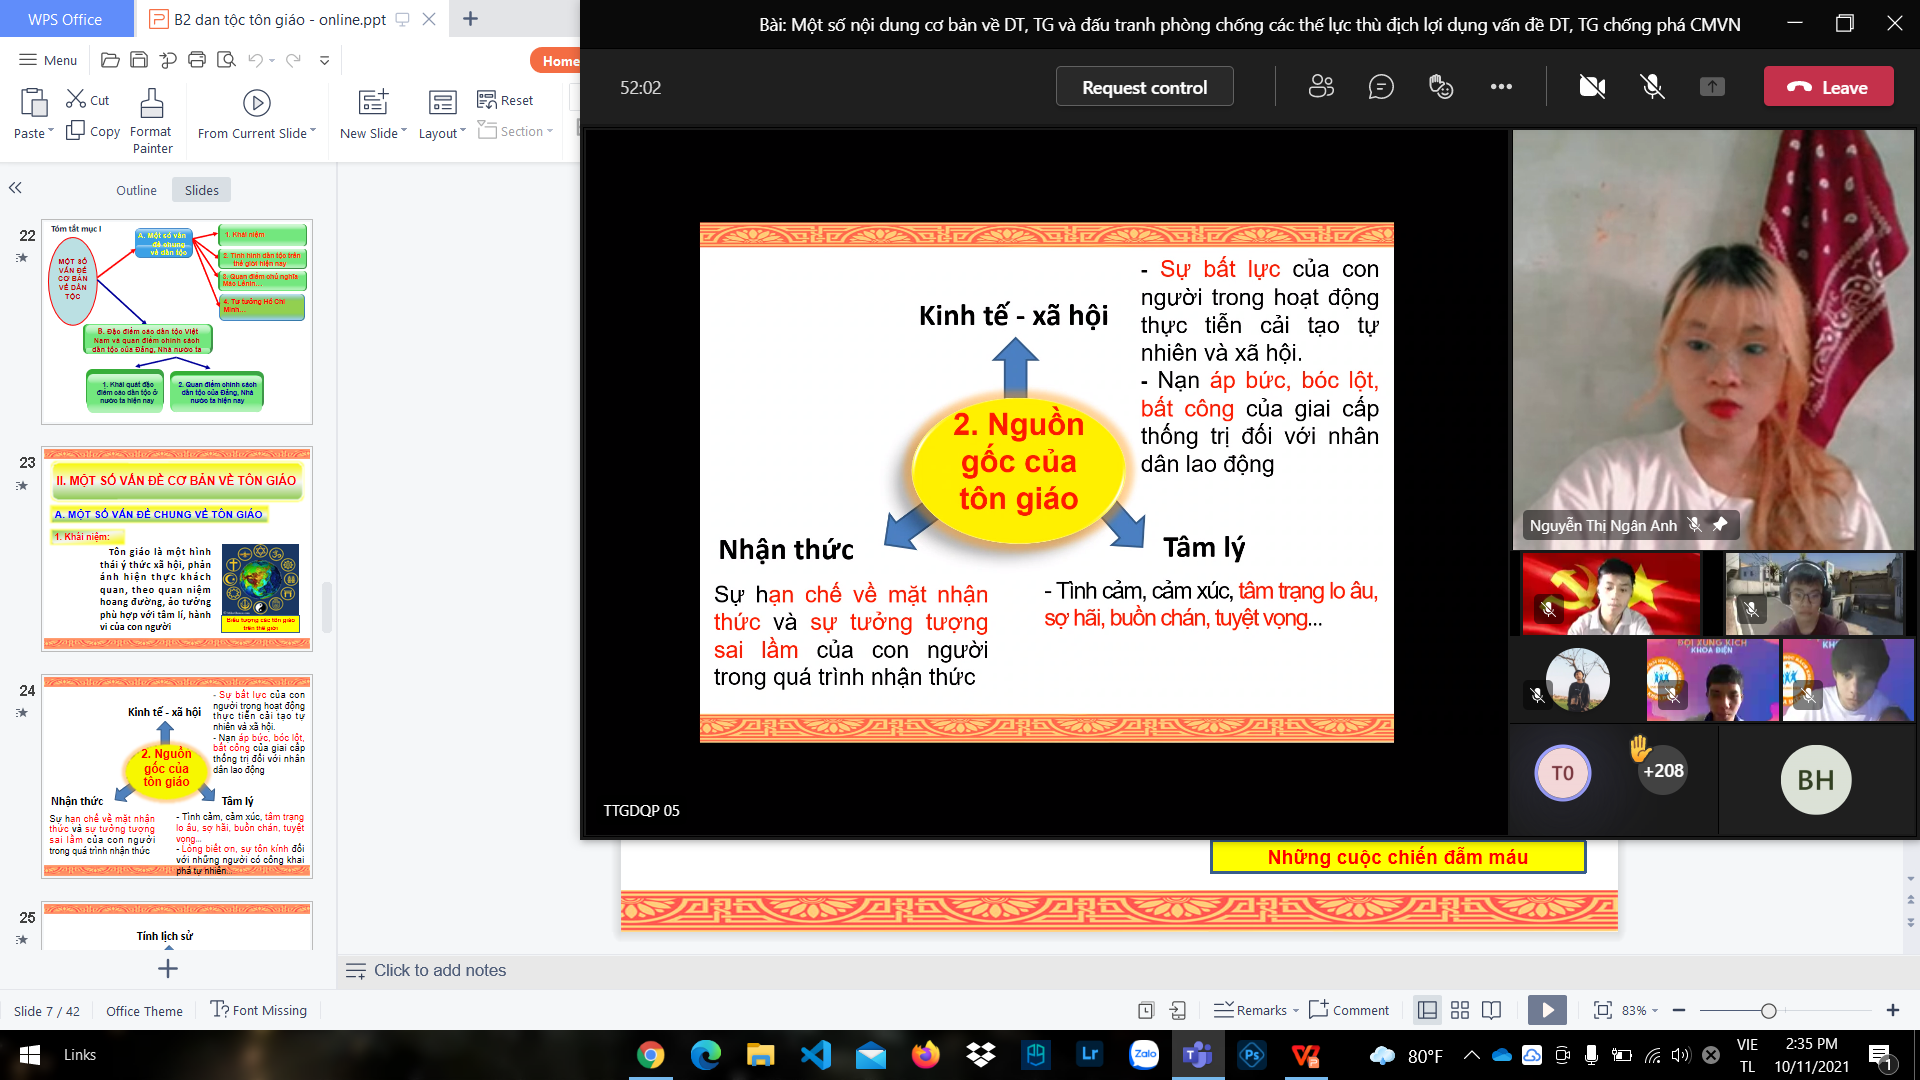 WPS Office
B2 dan tộc tôn giáo - online.ppt
Bài: Một số nội dung cơ bản về DT, TG và đấu tranh phòng chống các thế lực thù địch lợi dụng vấn đề DT, TG chống phá CMVN
Menu
Home
52:02
Request control
Leave
Paste
Cut
Copy
Format
Painter
From Current Slide
New Slide
Layout
Reset
Section
Outline
Slides
22
Tóm tắt mục I
MỘT SỐ
VẤN ĐỀ
CƠ BẢN
VỀ DÂN
TỘC
A. Một số vấn
đề chung
về dân tộc
1. Khái niệm
2. Tình hình dân tộc trên
thế giới hiện nay
3. Quan điểm chủ nghĩa
Mác Lênin...
4. Tư tưởng Hồ Chí
Minh...
B. Đặc điểm các dân tộc Việt
Nam và quan điểm chính sách
dân tộc của Đảng, Nhà nước ta
1. Khái quát đặc
điểm các dân tộc ở
nước ta hiện nay
2. Quan điểm chính sách
dân tộc của Đảng, Nhà
nước ta hiện nay
23
II. MỘT SỐ VẤN ĐỀ CƠ BẢN VỀ TÔN GIÁO
A. MỘT SỐ VẤN ĐỀ CHUNG VỀ TÔN GIÁO
1. Khái niệm:
Tôn giáo là một hình
thái ý thức xã hội, phản
ánh hiện thực khách
quan, theo quan niệm
hoang đường, ảo tưởng
phù hợp với tâm lí, hành
vi của con người
Biểu tượng các tôn giáo
trên thế giới
24
Kinh tế - xã hội
- Sự bất lực của con
người trong hoạt động
thực tiễn cải tạo tự
nhiên và xã hội.
- Nạn áp bức, bóc lột,
bất công của giai cấp
thống trị đối với nhân
dân lao động
2. Nguồn
gốc của
tôn giáo
Nhận thức
Tâm lý
Sự hạn chế về mặt nhận
thức và sự tưởng tượng
sai lầm của con người
trong quá trình nhận thức
- Tình cảm, cảm xúc, tâm trạng
lo âu, sợ hãi, buồn chán, tuyệt
vọng...
- Lòng biết ơn, sự tôn kính đối
với những người có công khai
phá tự nhiên...
25
Tính lịch sử
Kinh tế - xã hội
- Sự bất lực của con
người trong hoạt động
thực tiễn cải tạo tự
nhiên và xã hội.
- Nạn áp bức, bóc lột,
bất công của giai cấp
thống trị đối với nhân
dân lao động
2. Nguồn
gốc của
tôn giáo
Nhận thức
Tâm lý
Sự hạn chế về mặt nhận
thức và sự tưởng tượng
sai lầm của con người
trong quá trình nhận thức
- Tình cảm, cảm xúc, tâm trạng lo âu,
sợ hãi, buồn chán, tuyệt vọng...
TTGDQP 05
Nguyễn Thị Ngân Anh
ĐỘI XUNG KÍCH
KHOA ĐIỆN
T0
+208
BH
Những cuộc chiến đẫm máu
Click to add notes
Slide 7 / 42
Office Theme
Font Missing
Remarks
Comment
83%
Links
Lr
Zalo
Ps
80°F
VIE
TL
2:35 PM
10/11/2021
1